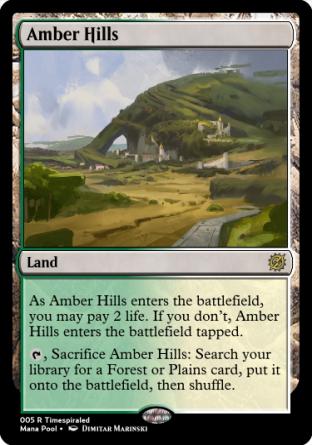 Amber Hills
Land
As Amber Hills enters the battlefield,
you may pay 2 life. If you don't, Amber
Hills enters the battlefield tapped.
, Sacrifice Amber Hills: Search your
library for a Forest or Plains card, put it
onto the battlefield, then shuffle.
005 R Timespiraled
Mana Pool • Dimitar Marinski